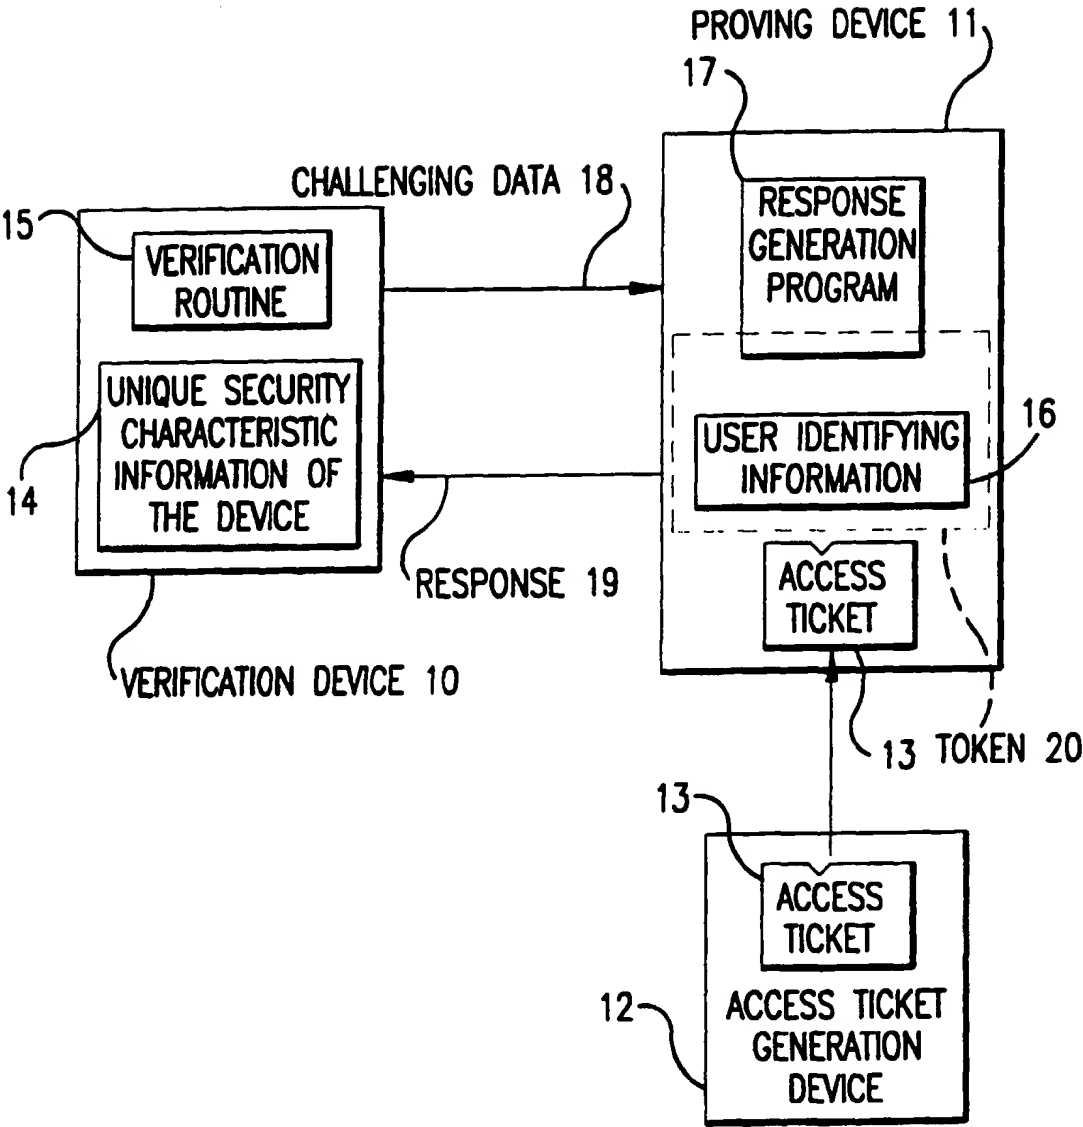 PROVING DEVICE 11
17
CHALLENGING DATA 18
RESPONSE
GENERATION
PROGRAM
15
VERIFICATION
ROUTINE
UNIQUE SECURITY
CHARACTERISTIC
INFORMATION OF
THE DEVICE
14
16
USER IDENTIFYING
INFORMATION
RESPONSE 19
ACCESS
TICKET
VERIFICATION DEVICE 10
13
TOKEN 20
13
ACCESS
TICKET
12
ACCESS TICKET
GENERATION
DEVICE